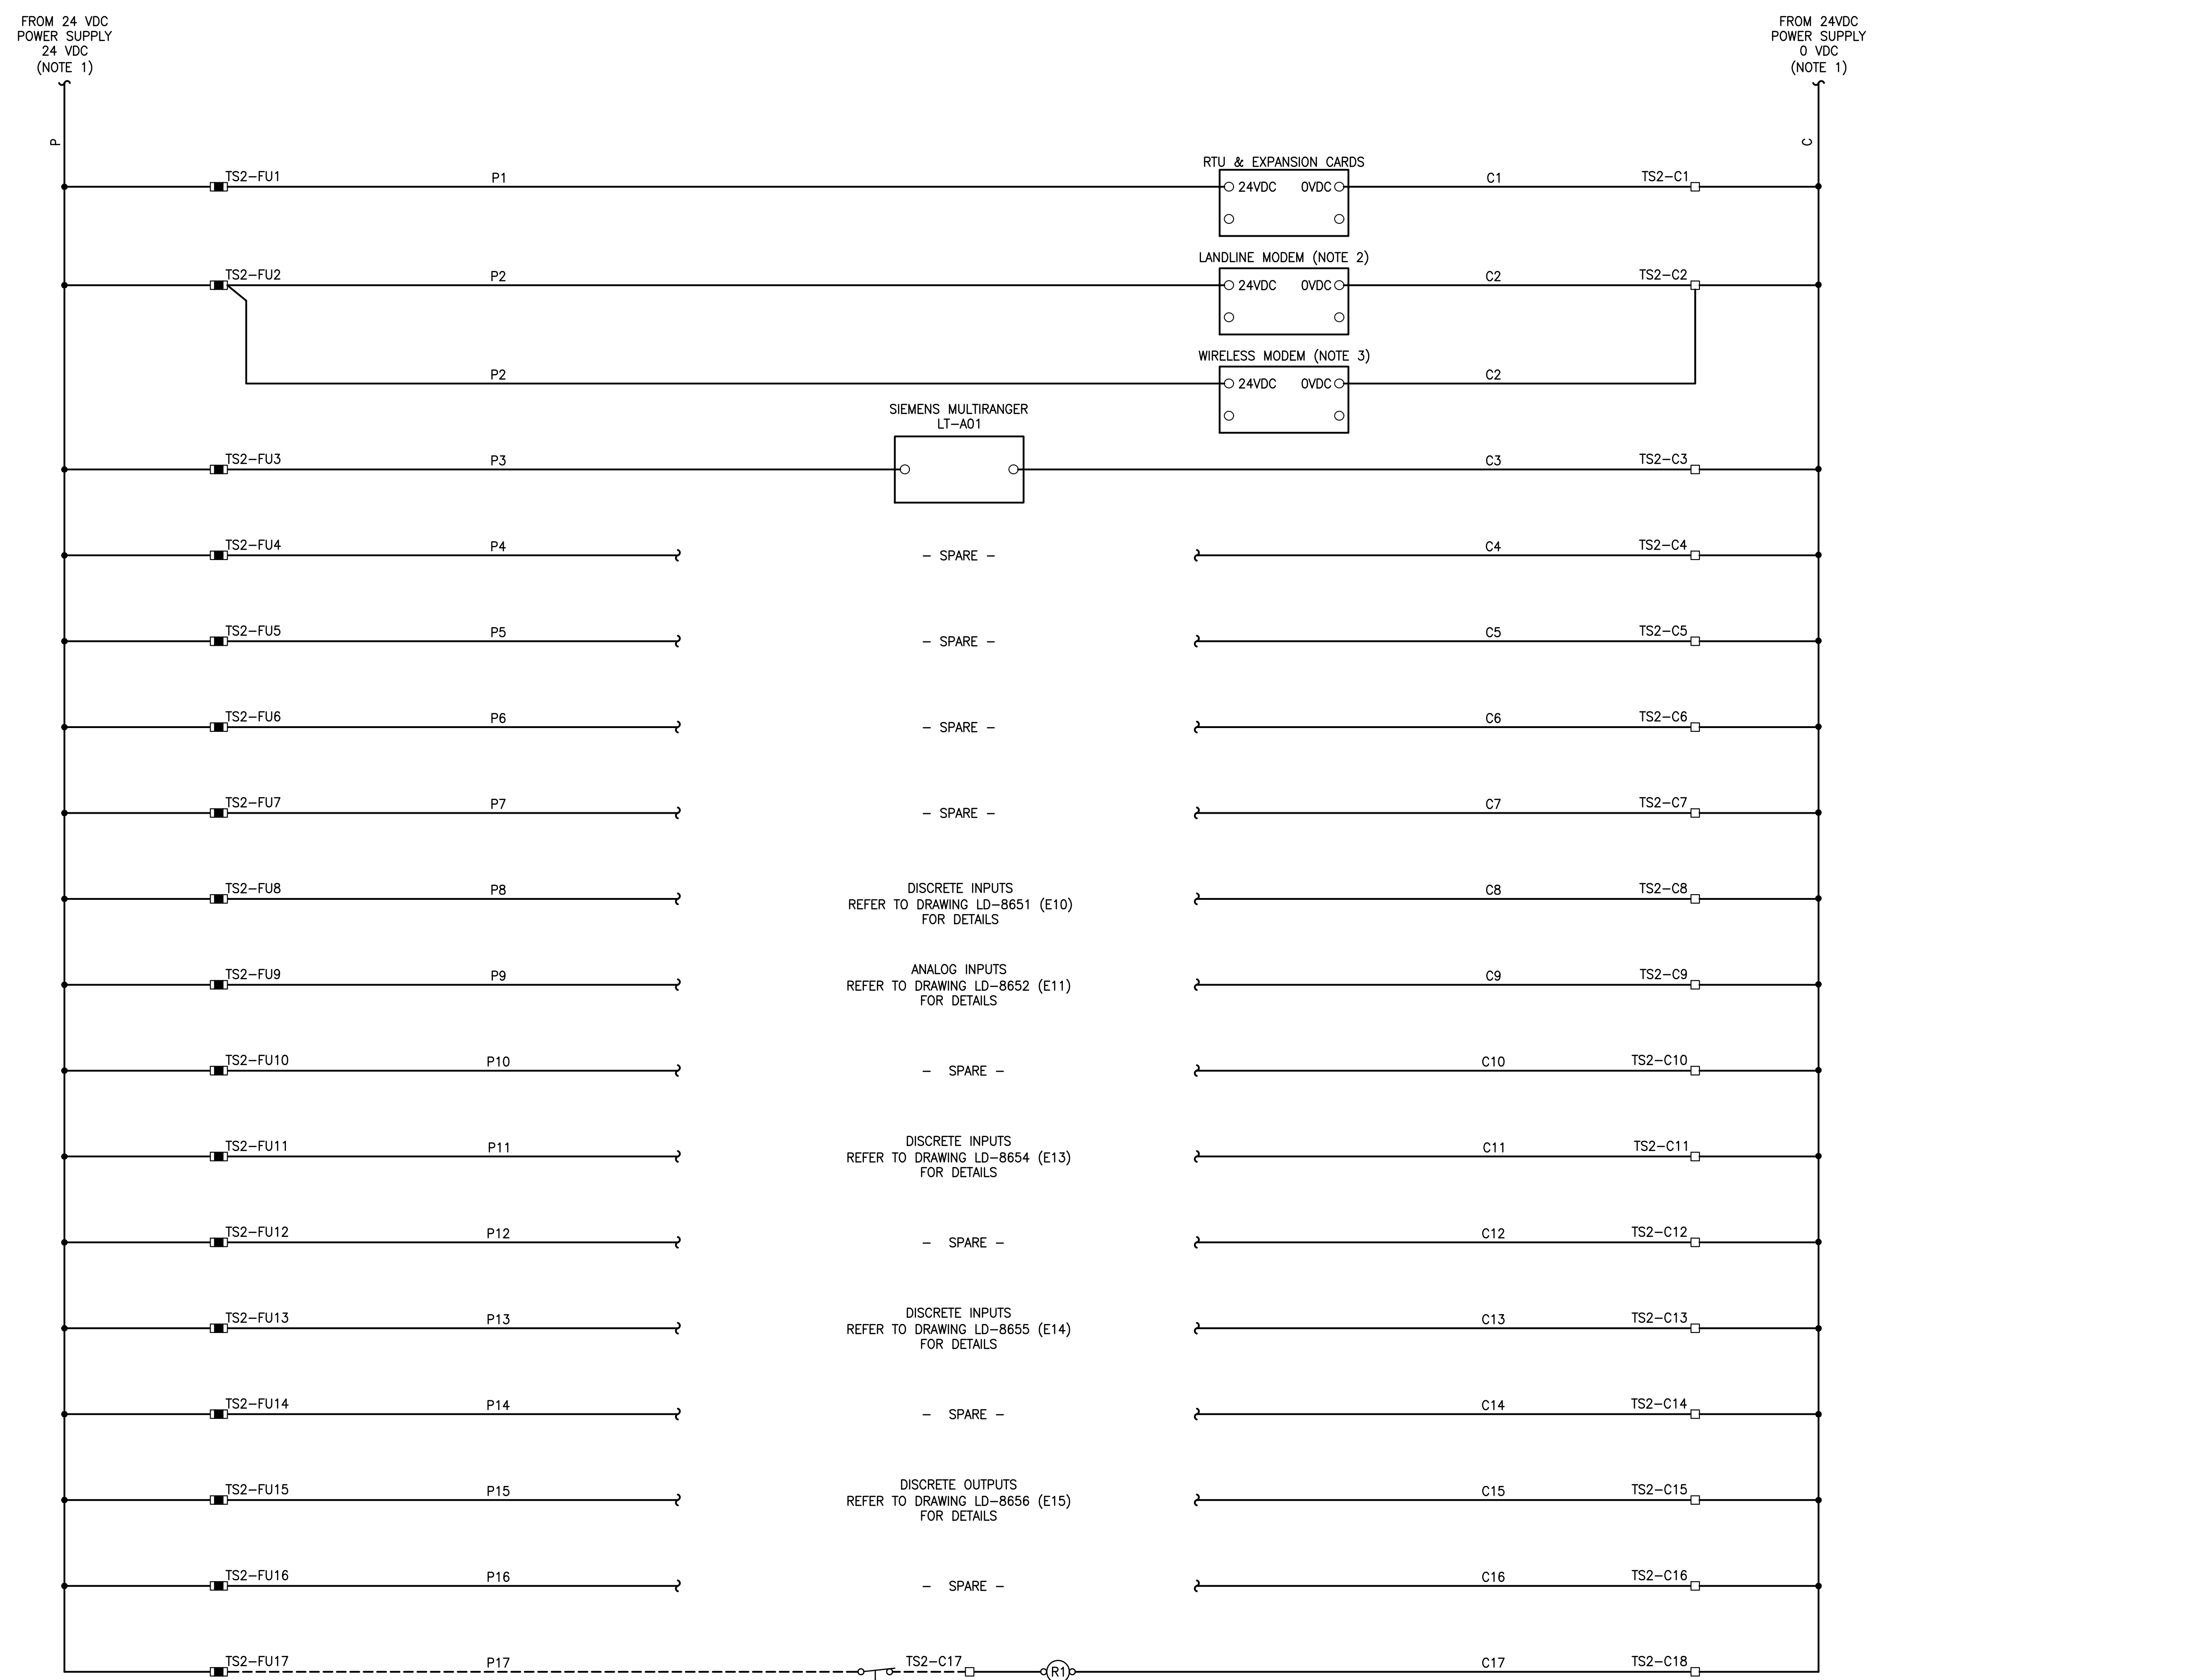 FROM 24 VDC
POWER SUPPLY
24 VDC
(NOTE 1)
FROM 24VDC
POWER SUPPLY
0 VDC
(NOTE 1)
P
C
RTU & EXPANSION CARDS
TS2-FU1 P1 24VDC 0VDC C1 TS2-C1
LANDLINE MODEM (NOTE 2)
TS2-FU2 P2 24VDC 0VDC C2 TS2-C2
WIRELESS MODEM (NOTE 3)
P2 24VDC 0VDC C2
SIEMENS MULTIRANGER
LT-A01
TS2-FU3 P3 C3 TS2-C3
TS2-FU4 P4 - SPARE - C4 TS2-C4
TS2-FU5 P5 - SPARE - C5 TS2-C5
TS2-FU6 P6 - SPARE - C6 TS2-C6
TS2-FU7 P7 - SPARE - C7 TS2-C7
TS2-FU8 P8 DISCRETE INPUTS C8 TS2-C8
REFER TO DRAWING LD-8651 (E10)
FOR DETAILS
TS2-FU9 P9 ANALOG INPUTS C9 TS2-C9
REFER TO DRAWING LD-8652 (E11)
FOR DETAILS
TS2-FU10 P10 - SPARE - C10 TS2-C10
TS2-FU11 P11 DISCRETE INPUTS C11 TS2-C11
REFER TO DRAWING LD-8654 (E13)
FOR DETAILS
TS2-FU12 P12 - SPARE - C12 TS2-C12
TS2-FU13 P13 DISCRETE INPUTS C13 TS2-C13
REFER TO DRAWING LD-8655 (E14)
FOR DETAILS
TS2-FU14 P14 - SPARE - C14 TS2-C14
TS2-FU15 P15 DISCRETE OUTPUTS C15 TS2-C15
REFER TO DRAWING LD-8656 (E15)
FOR DETAILS
TS2-FU16 P16 - SPARE - C16 TS2-C16
TS2-FU17 P17 TS2-C17 R1 C17 TS2-C18